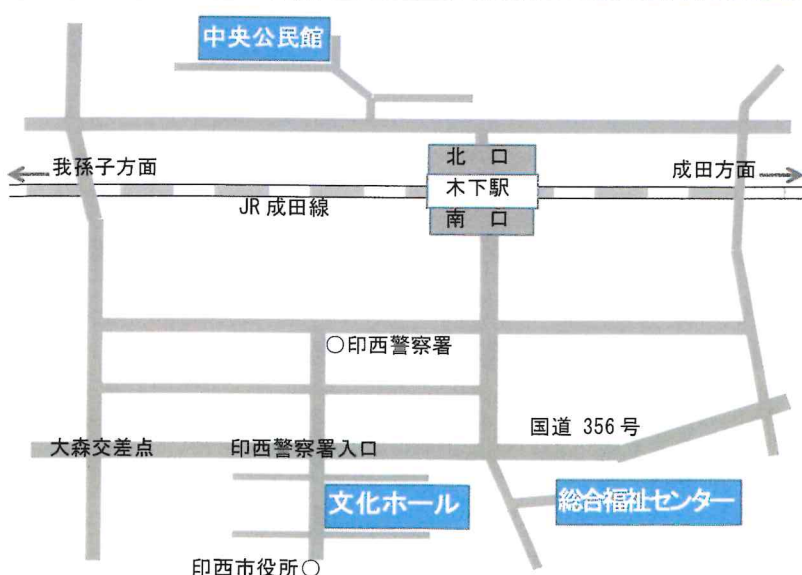 中央公民館
我孫子方面
北 口
成田方面
木下駅
JR 成田線
南 口
○印西警察署
国道 356 号
大森交差点
印西警察署入口
文化ホール
総合福祉センター
印西市役所○